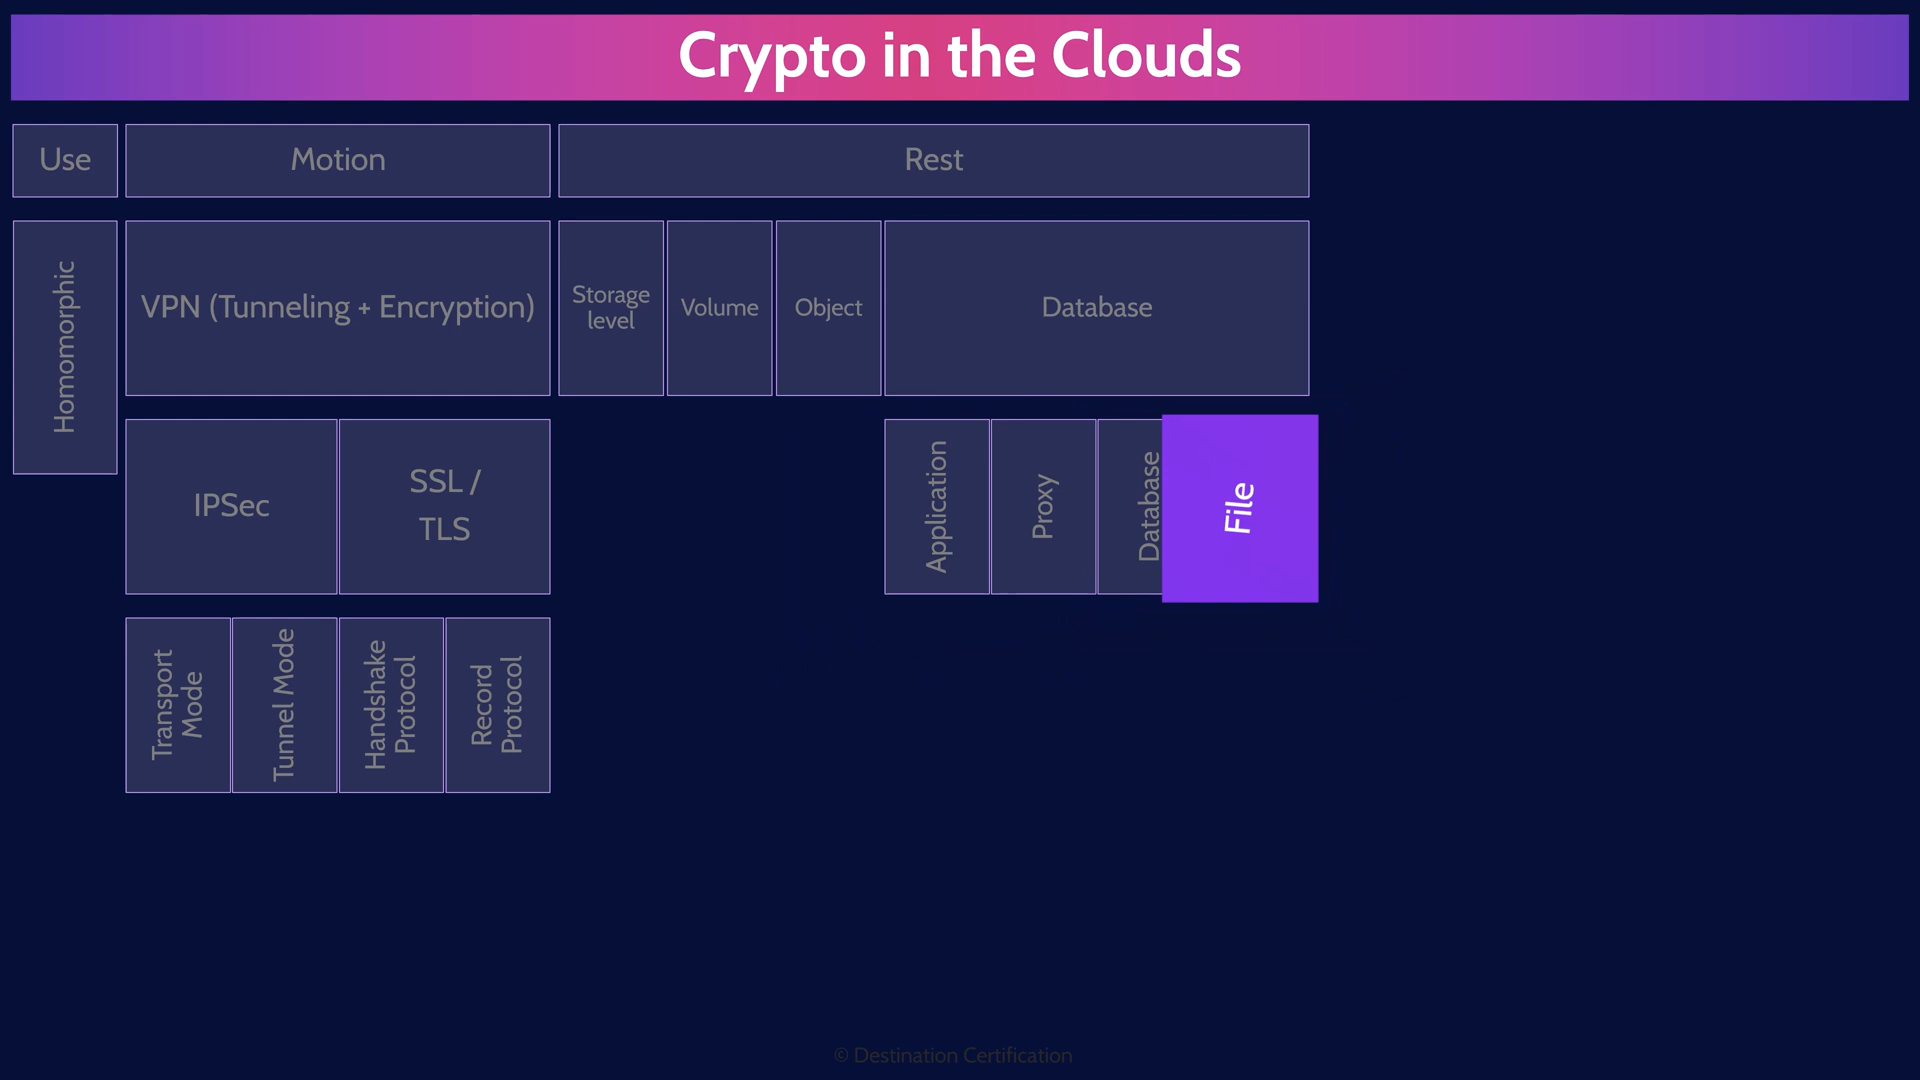 Crypto in the Clouds
Use
Motion
Rest
Homomorphic
VPN (Tunneling + Encryption)
Storage
level
Volume
Object
Database
IPSec
SSL /
TLS
Application
Proxy
Database
File
Transport
Mode
Tunnel Mode
Handshake
Protocol
Record
Protocol
© Destination Certification